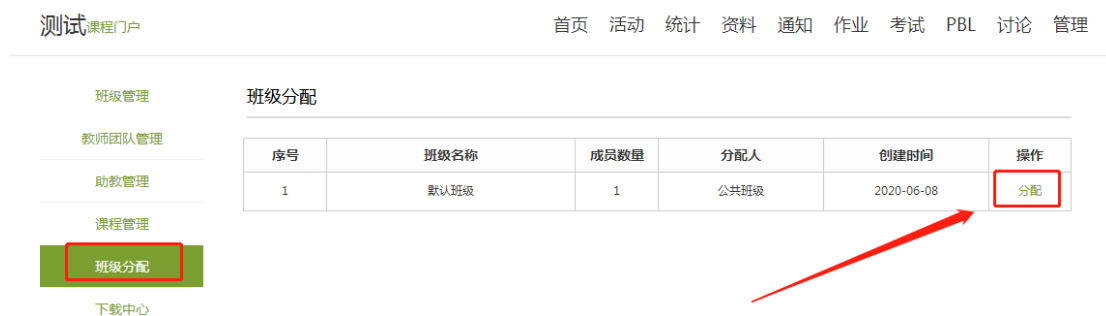 测试课程门户
首页 活动 统计 资料 通知 作业 考试 PBL 讨论 管理
班级管理
教师团队管理
助教管理
课程管理
班级分配
下载中心
班级分配
序号 班级名称 成员数量 分配人 创建时间 操作
1 默认班级 1 公共班级 2020-06-08 分配